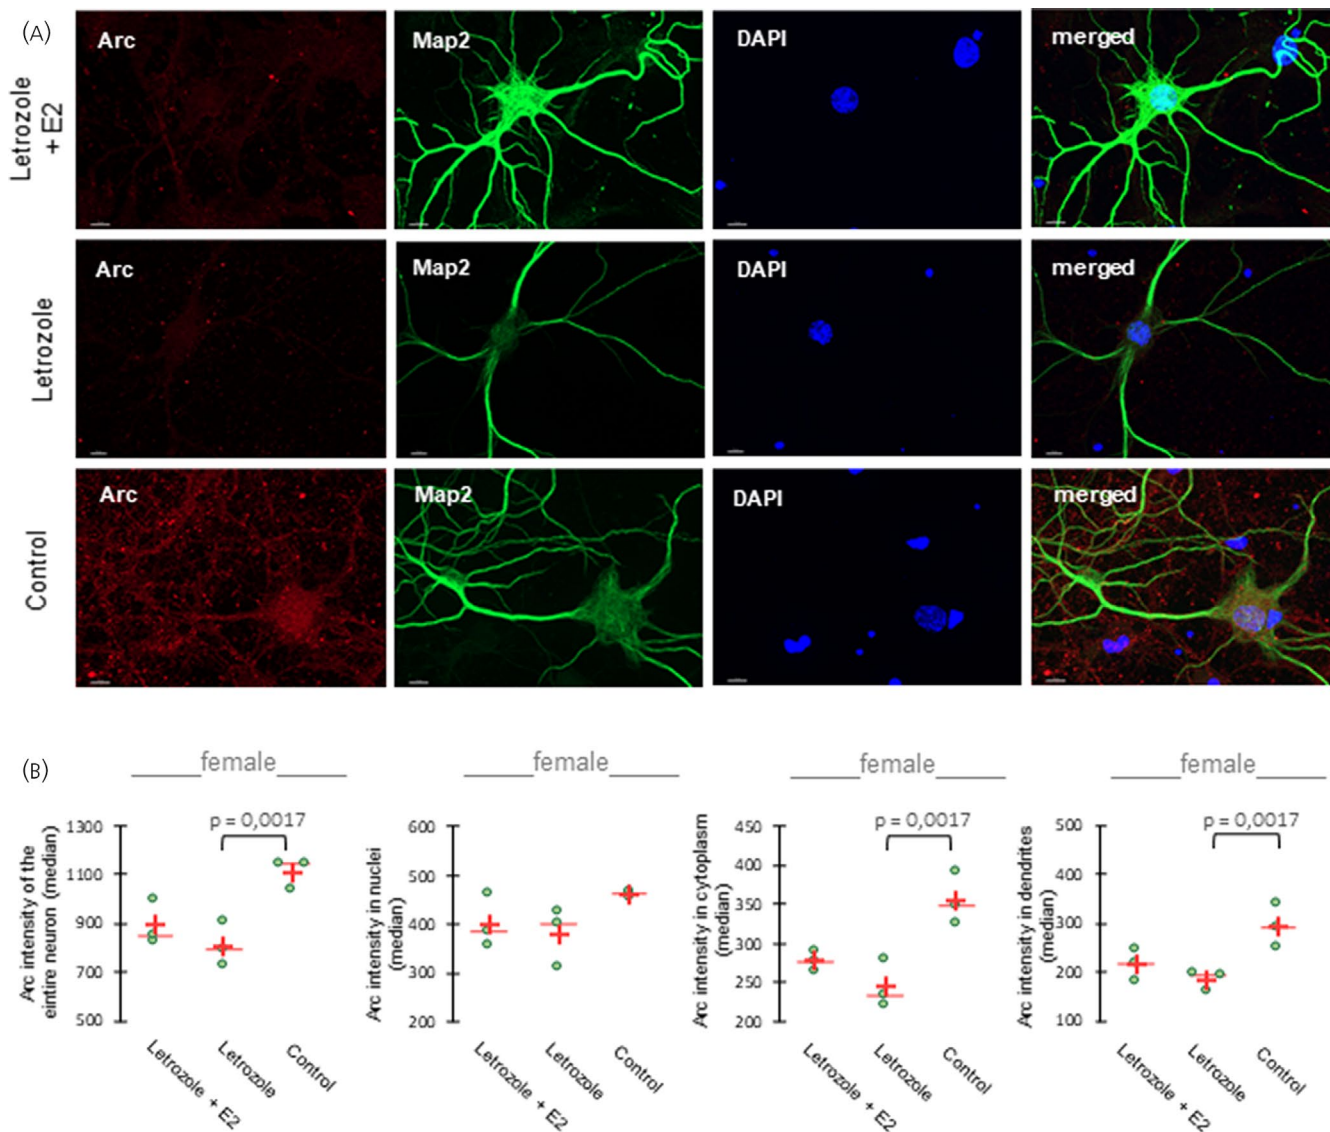 (A)
Letrozole
+ E2
Arc
Map2
DAPI
merged
Letrozole
Arc
Map2
DAPI
merged
Control
Arc
Map2
DAPI
merged
(B)
female
female
female
female
Arc intensity of the
eintire neuron (median)
1300
1100
900
700
500
p = 0,0017
Letrozole + E2
Letrozole
Control
Arc intensity in nuclei
(median)
600
500
400
300
200
Letrozole + E2
Letrozole
Control
Arc intensity in cytoplasm
(median)
450
400
350
300
250
200
p = 0,0017
Letrozole + E2
Letrozole
Control
Arc intensity in dendrites
(median)
500
400
300
200
100
p = 0,0017
Letrozole + E2
Letrozole
Control